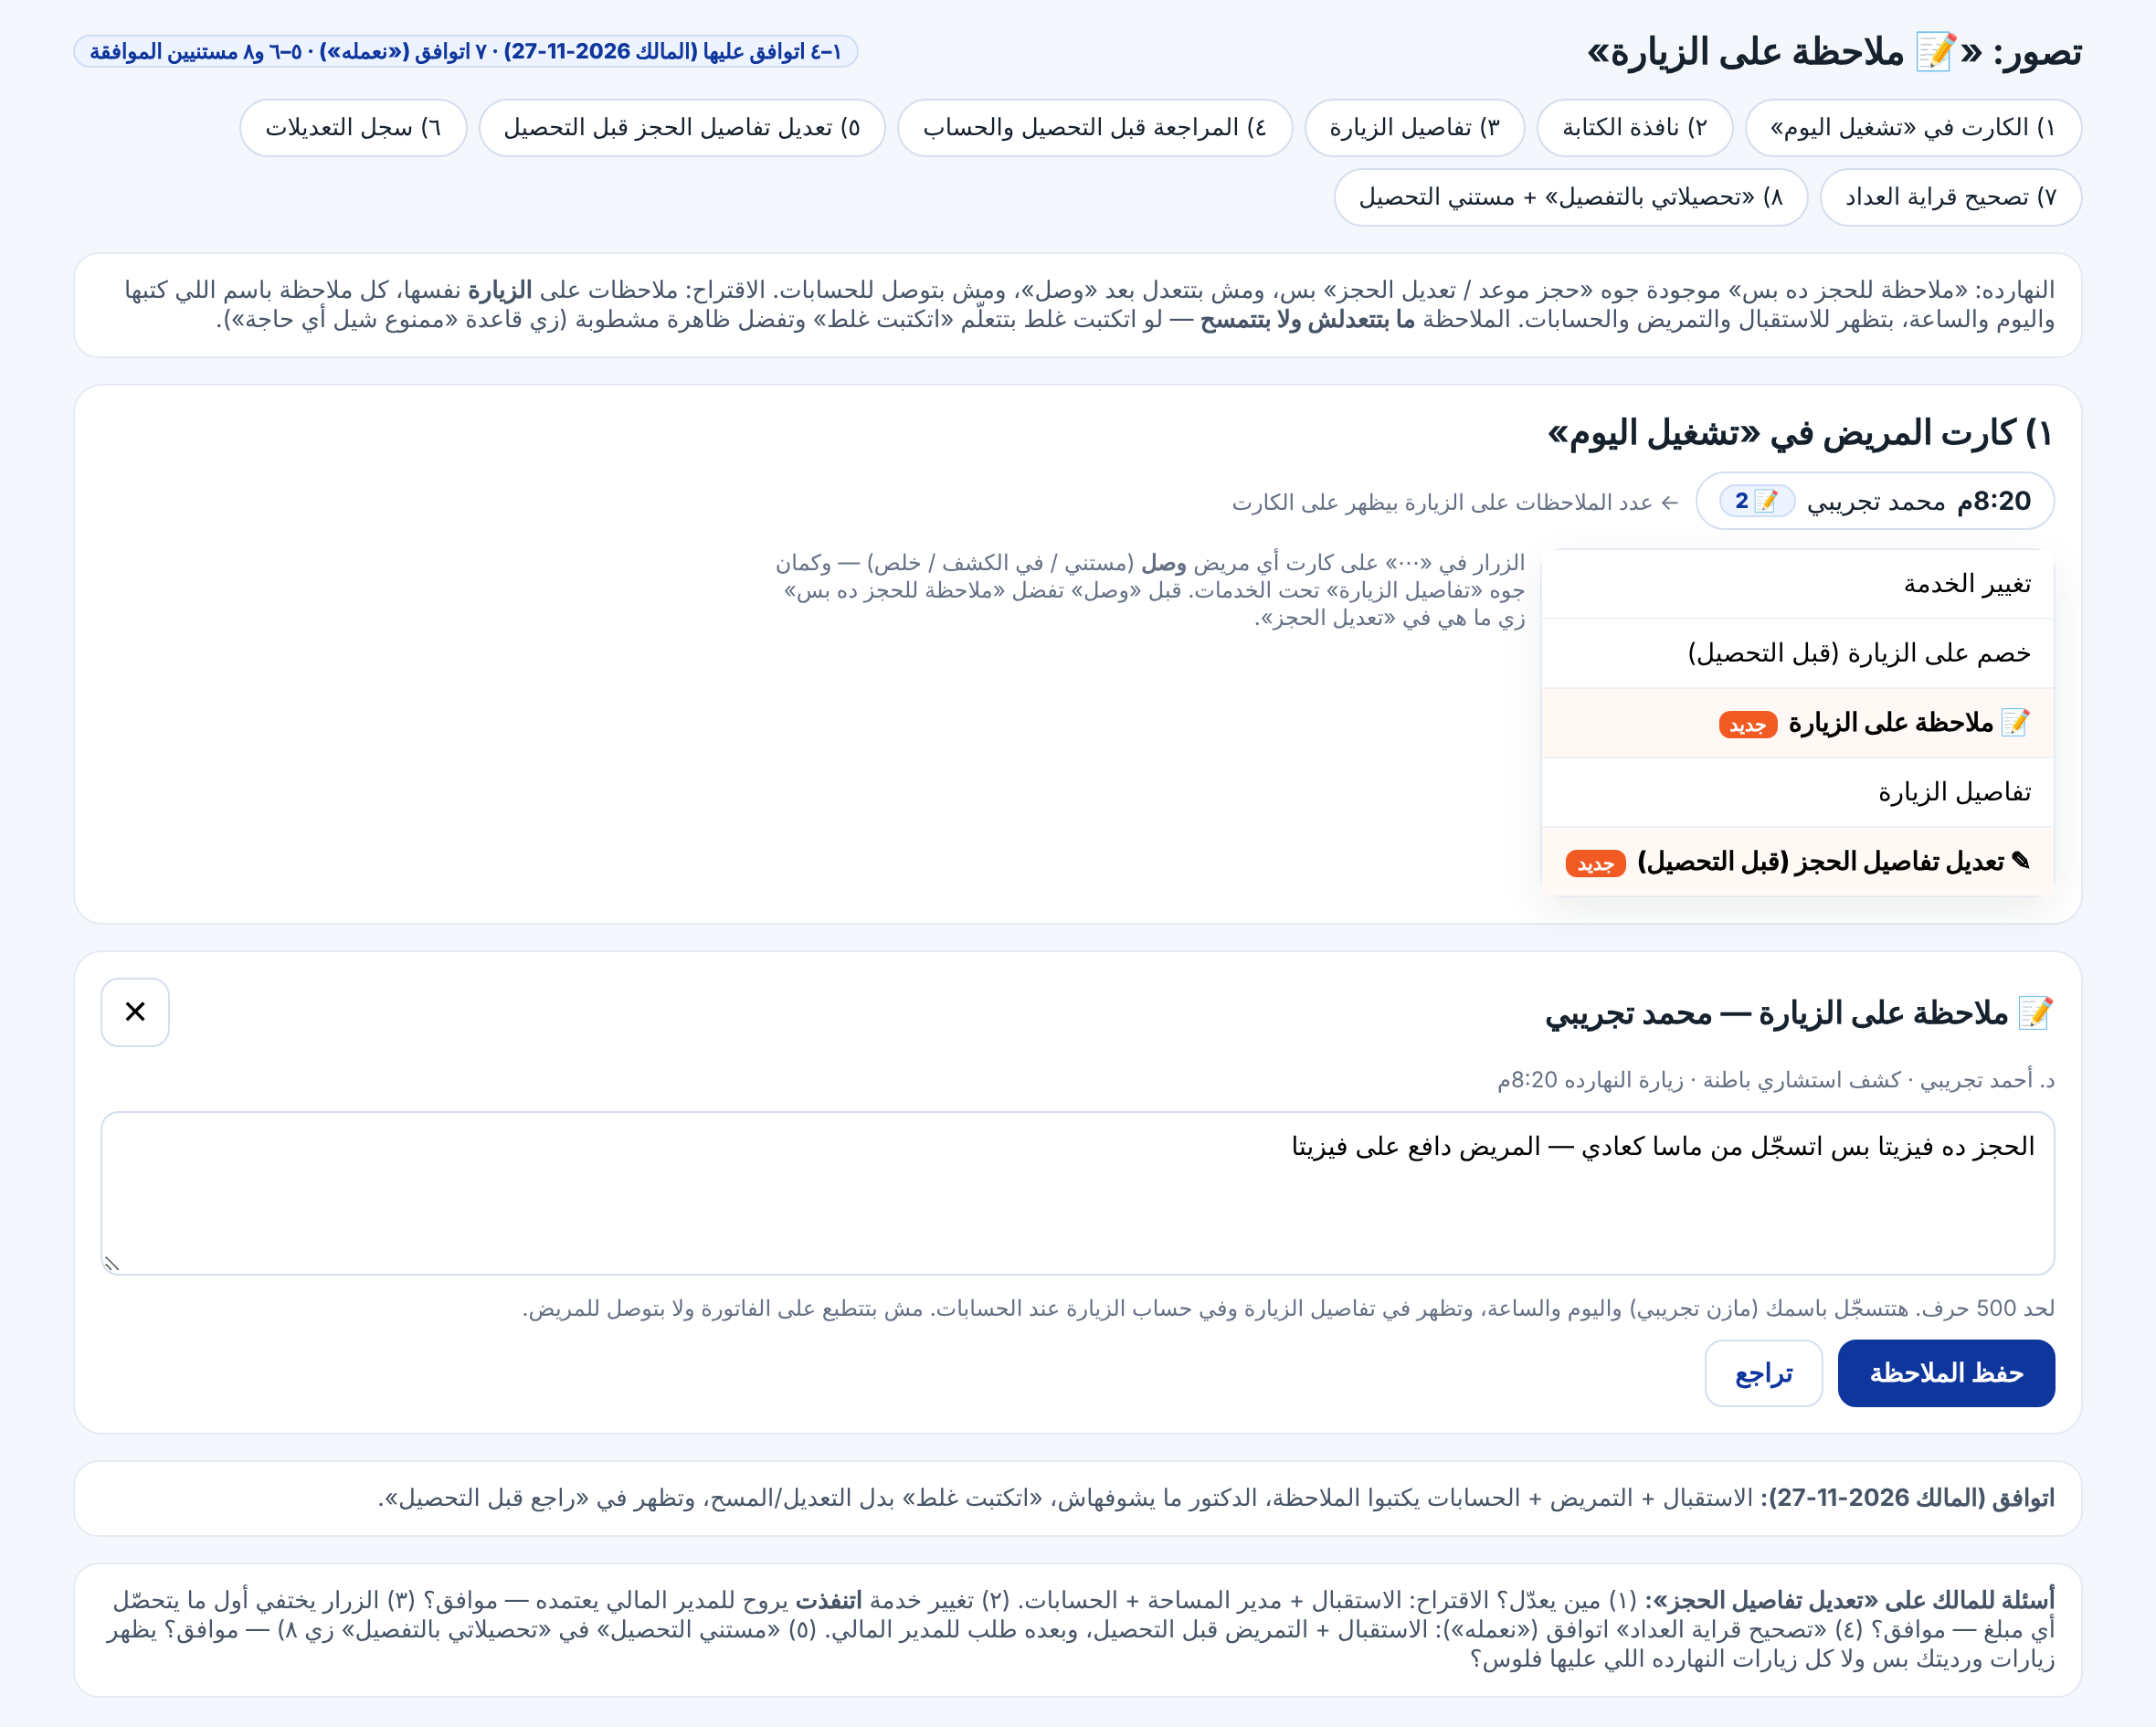 تصور: «📝 ملاحظة على الزيارة»
١–٤ اتوافق عليها (المالك 2026-11-27) · ٧ اتوافق («نعمله») · ٥–٦ و٨ مستنيين الموافقة
١) الكارت في «تشغيل اليوم»
٢) نافذة الكتابة
٣) تفاصيل الزيارة
٤) المراجعة قبل التحصيل والحساب
٥) تعديل تفاصيل الحجز قبل التحصيل
٦) سجل التعديلات
٧) تصحيح قراية العداد
٨) «تحصيلاتي بالتفصيل» + مستني التحصيل
النهارده: «ملاحظة للحجز ده بس» موجودة جوه «حجز موعد / تعديل الحجز» بس، ومش بتتعدل بعد «وصل»، ومش بتوصل للحسابات. الاقتراح: ملاحظات على الزيارة نفسها، كل ملاحظة باسم اللي كتبها
واليوم والساعة، بتظهر للاستقبال والتمريض والحسابات. الملاحظة ما بتتعدلش ولا بتتمسح — لو اتكتبت غلط بتتعلّم «اتكتبت غلط» وتفضل ظاهرة مشطوبة (زي قاعدة «ممنوع شيل أي حاجة»).
١) كارت المريض في «تشغيل اليوم»
8:20م محمد تجريبي 📝 2
← عدد الملاحظات على الزيارة بيظهر على الكارت
تغيير الخدمة
خصم على الزيارة (قبل التحصيل)
📝 ملاحظة على الزيارة جديد
تفاصيل الزيارة
✎ تعديل تفاصيل الحجز (قبل التحصيل) جديد
الزرار في «⋯» على كارت أي مريض وصل (مستني / في الكشف / خلص) — وكمان
جوه «تفاصيل الزيارة» تحت الخدمات. قبل «وصل» تفضل «ملاحظة للحجز ده بس»
زي ما هي في «تعديل الحجز».
📝 ملاحظة على الزيارة — محمد تجريبي
✕
د. أحمد تجريبي · كشف استشاري باطنة · زيارة النهارده 8:20م
الحجز ده فيزيتا بس اتسجّل من ماسا كعادي — المريض دافع على فيزيتا
لحد 500 حرف. هتتسجّل باسمك (مازن تجريبي) واليوم والساعة، وتظهر في تفاصيل الزيارة وفي حساب الزيارة عند الحسابات. مش بتتطبع على الفاتورة ولا بتوصل للمريض.
حفظ الملاحظة
تراجع
اتوافق (المالك 2026-11-27): الاستقبال + التمريض + الحسابات يكتبوا الملاحظة، الدكتور ما يشوفهاش، «اتكتبت غلط» بدل التعديل/المسح، وتظهر في «راجع قبل التحصيل».
أسئلة للمالك على «تعديل تفاصيل الحجز»: (١) مين يعدّل؟ الاقتراح: الاستقبال + مدير المساحة + الحسابات. (٢) تغيير خدمة اتنفذت يروح للمدير المالي يعتمده — موافق؟ (٣) الزرار يختفي أول ما يتحصّل
أي مبلغ — موافق؟ (٤) «تصحيح قراية العداد» اتوافق («نعمله»): الاستقبال + التمريض قبل التحصيل، وبعده طلب للمدير المالي. (٥) «مستني التحصيل» في «تحصيلاتي بالتفصيل» زي ٨) — موافق؟ يظهر
زيارات ورديتك بس ولا كل زيارات النهارده اللي عليها فلوس؟